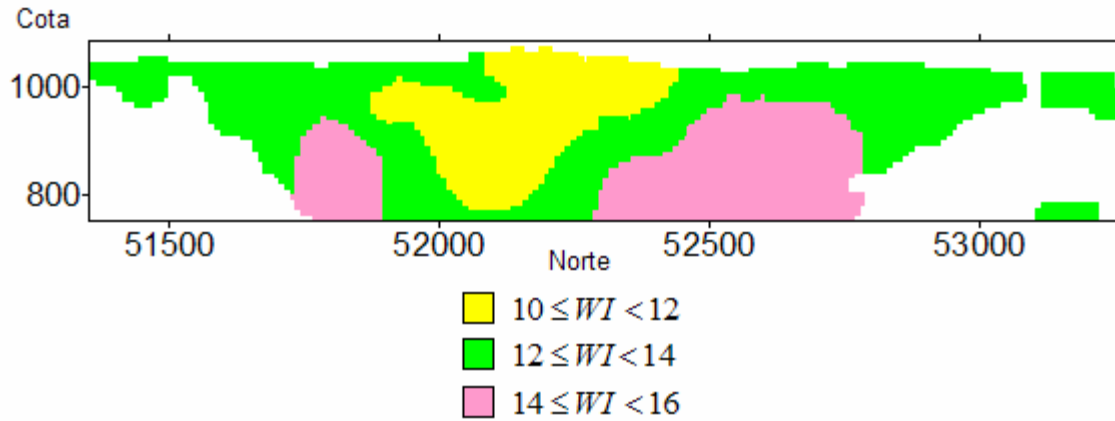 Cota
1000
800
51500 52000 52500 53000
Norte
10 ≤ WI < 12
12 ≤ WI < 14
14 ≤ WI < 16